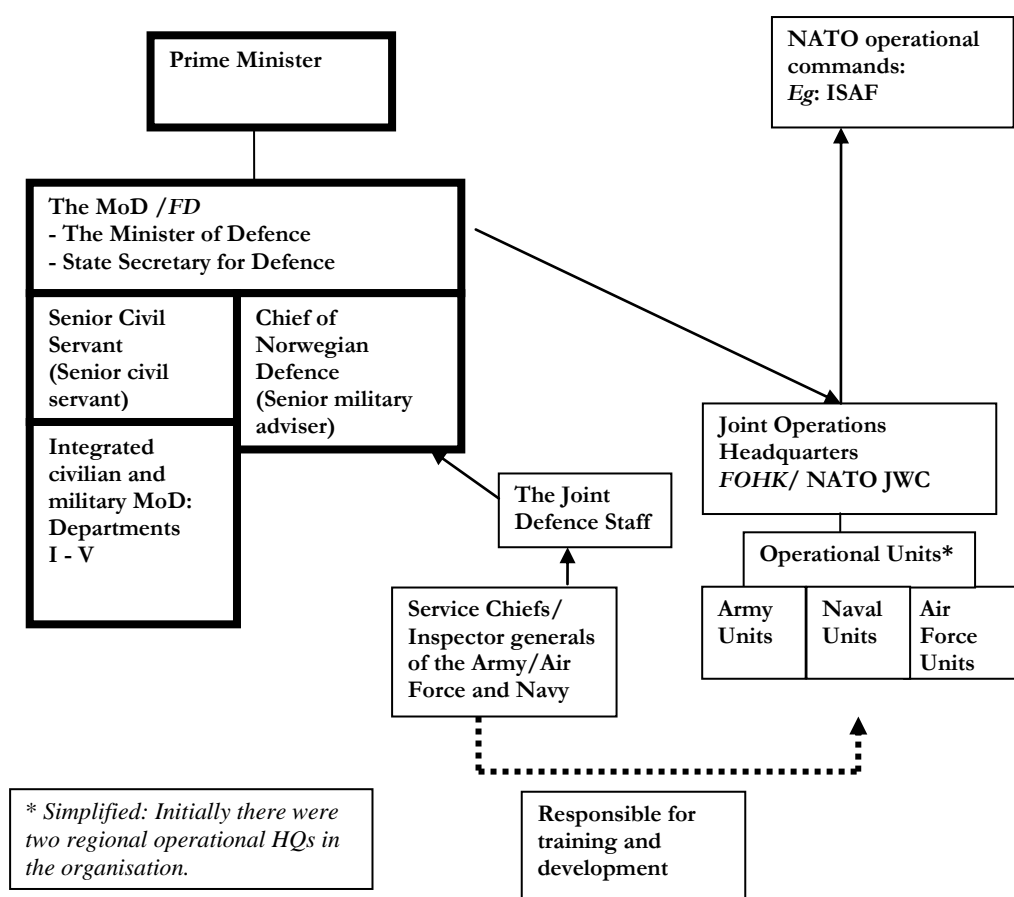 Prime Minister
NATO operational
commands:
Eg: ISAF
The MoD /FD
- The Minister of Defence
- State Secretary for Defence
Senior Civil
Servant
(Senior civil
servant)
Chief of
Norwegian
Defence
(Senior military
adviser)
Integrated
civilian and
military MoD:
Departments
I - V
Joint Operations
Headquarters
FOHK/ NATO JWC
The Joint
Defence Staff
Operational Units*
Service Chiefs/
Inspector generals
of the Army/Air
Force and Navy
Army
Units
Naval
Units
Air
Force
Units
* Simplified: Initially there were
two regional operational HQs in
the organisation.
Responsible for
training and
development